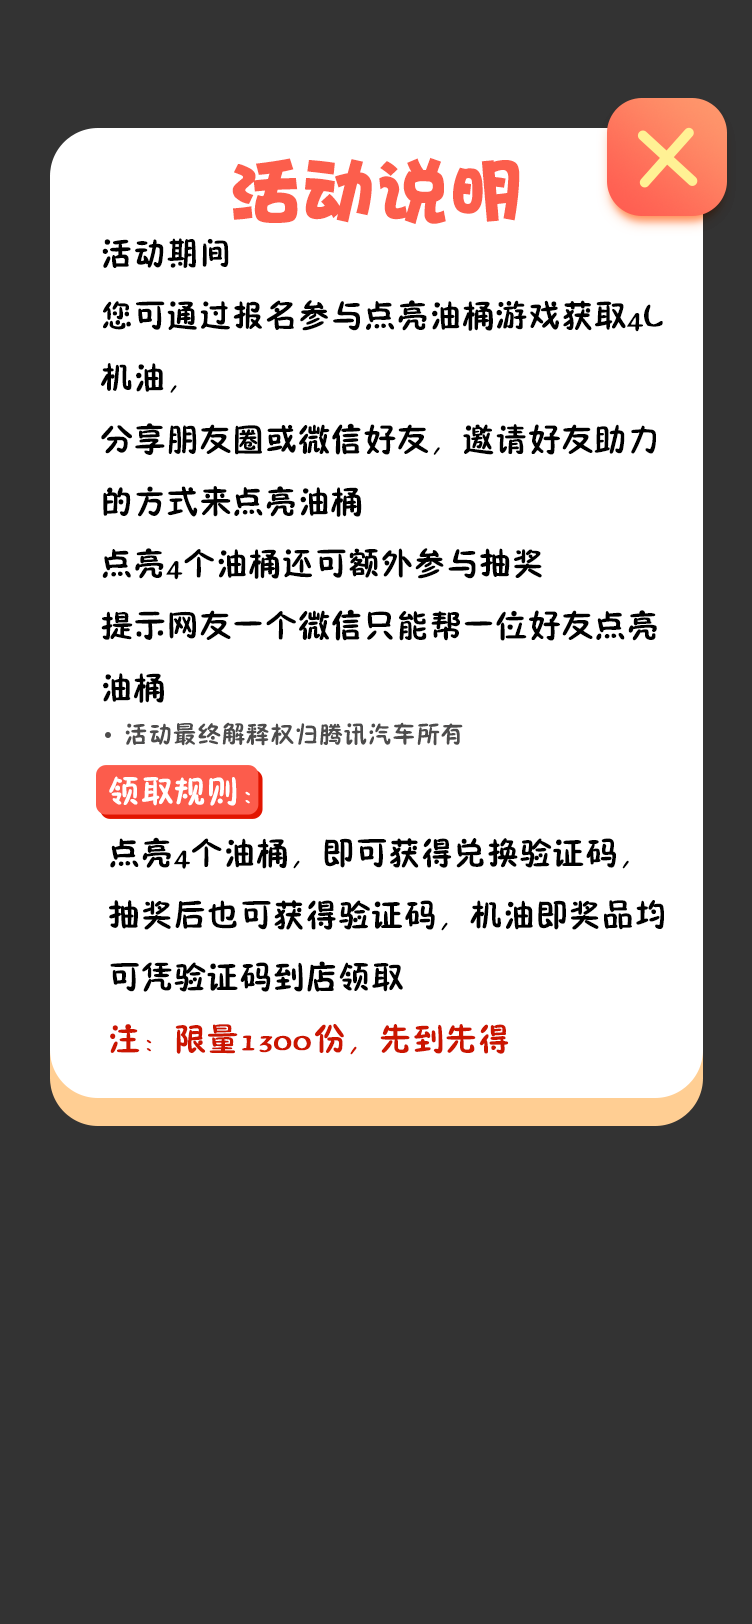 活动说明
活动期间
您可通过报名参与点亮油桶游戏获取4L
机油，
分享朋友圈或微信好友，邀请好友助力
的方式来点亮油桶
点亮4个油桶还可额外参与抽奖
提示网友一个微信只能帮一位好友点亮
油桶
• 活动最终解释权归腾讯汽车所有
领取规则：
点亮4个油桶，即可获得兑换验证码，
抽奖后也可获得验证码，机油即奖品均
可凭验证码到店领取
注：限量1300份，先到先得